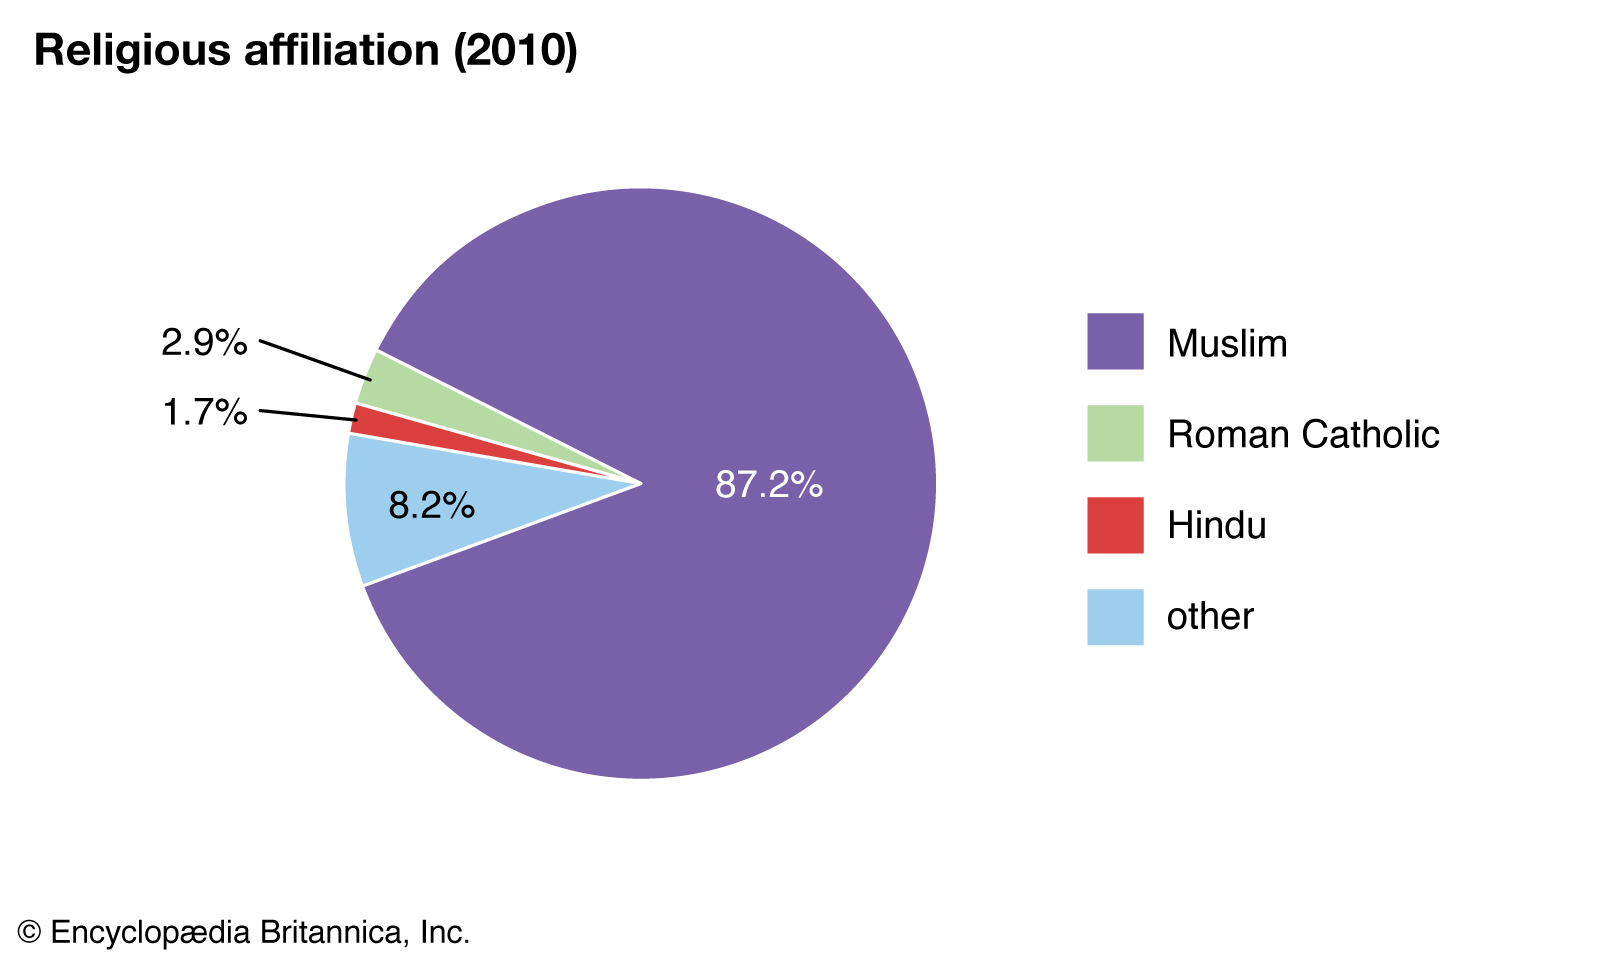 Religious affiliation (2010)
2.9%
1.7%
8.2%
87.2%
Muslim
Roman Catholic
Hindu
other
© Encyclopædia Britannica, Inc.